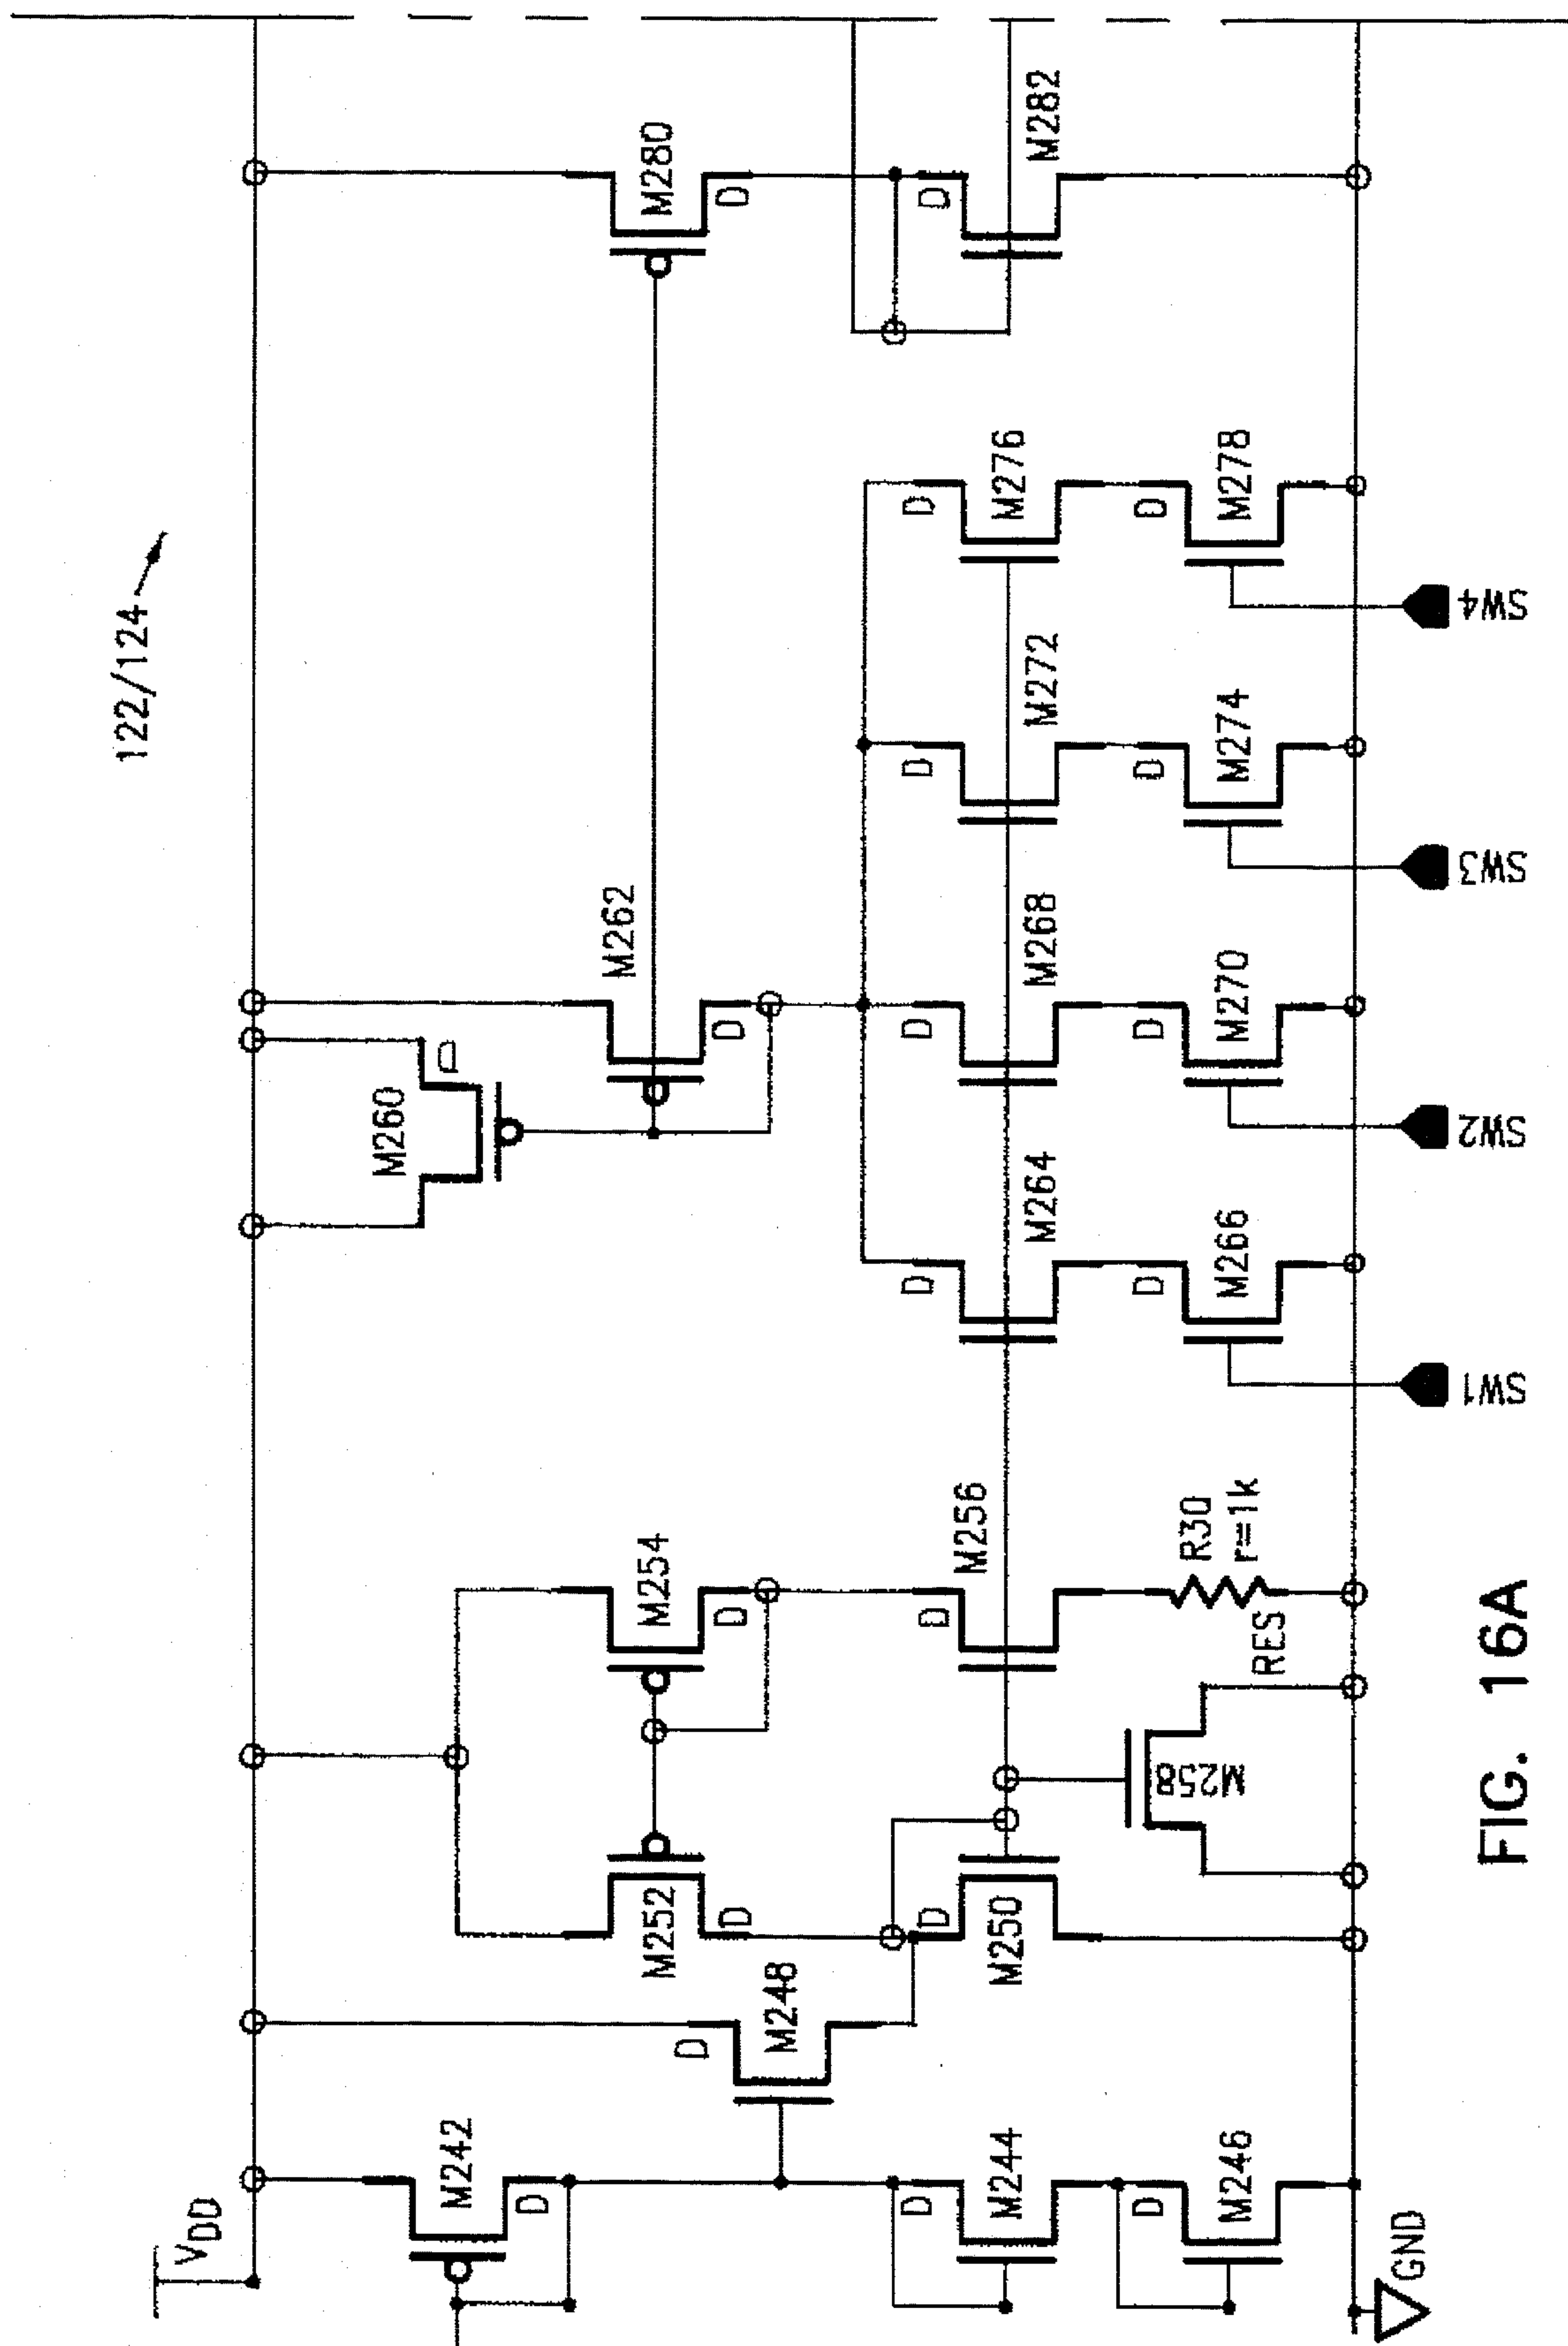 122/124
VDD
M242
M244
M246
GND
D
D
D
M248
D
M252
D
M250
D
M254
D
M256
D
M258
R30
r=1k
RES
M260
D
M262
D
M264
D
M266
D
SW1
M268
D
M270
D
SW2
M272
D
M274
D
SW3
M276
D
M278
D
SW4
M280
D
M282
D
FIG. 16A